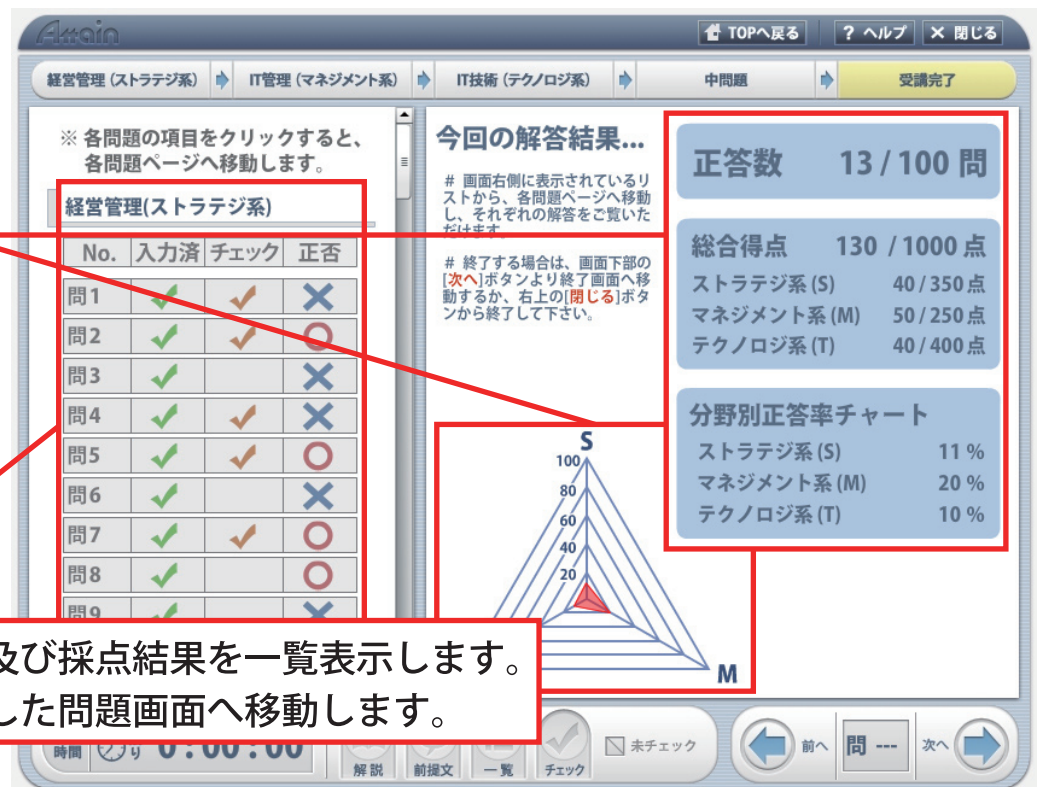 Attain
TOPへ戻る
? ヘルプ
× 閉じる
経営管理 (ストラテジ系)
IT管理 (マネジメント系)
IT技術 (テクノロジ系)
中問題
受講完了
※ 各問題の項目をクリックすると、
各問題ページへ移動します。
経営管理(ストラテジ系)
No. 入力済 チェック 正否
問1
問2
問3
問4
問5
問6
問7
問8
問9
今回の解答結果...
# 画面右側に表示されているリ
ストから、各問題ページへ移動
し、それぞれの解答をご覧いた
だけます。
# 終了する場合は、画面下部の
[次へ]ボタンより終了画面へ移
動するか、右上の[閉じる]ボタ
ンから終了して下さい。
正答数 13 / 100 問
総合得点 130 / 1000 点
ストラテジ系 (S) 40 / 350 点
マネジメント系 (M) 50 / 250 点
テクノロジ系 (T) 40 / 400 点
分野別正答率チャート
ストラテジ系 (S) 11 %
マネジメント系 (M) 20 %
テクノロジ系 (T) 10 %
S
100
80
60
40
20
M
及び採点結果を一覧表示します。
した問題画面へ移動します。
時間 り 0:00:00
解説
前提文
一覧
チェック
未チェック
前へ
問 ---
次へ